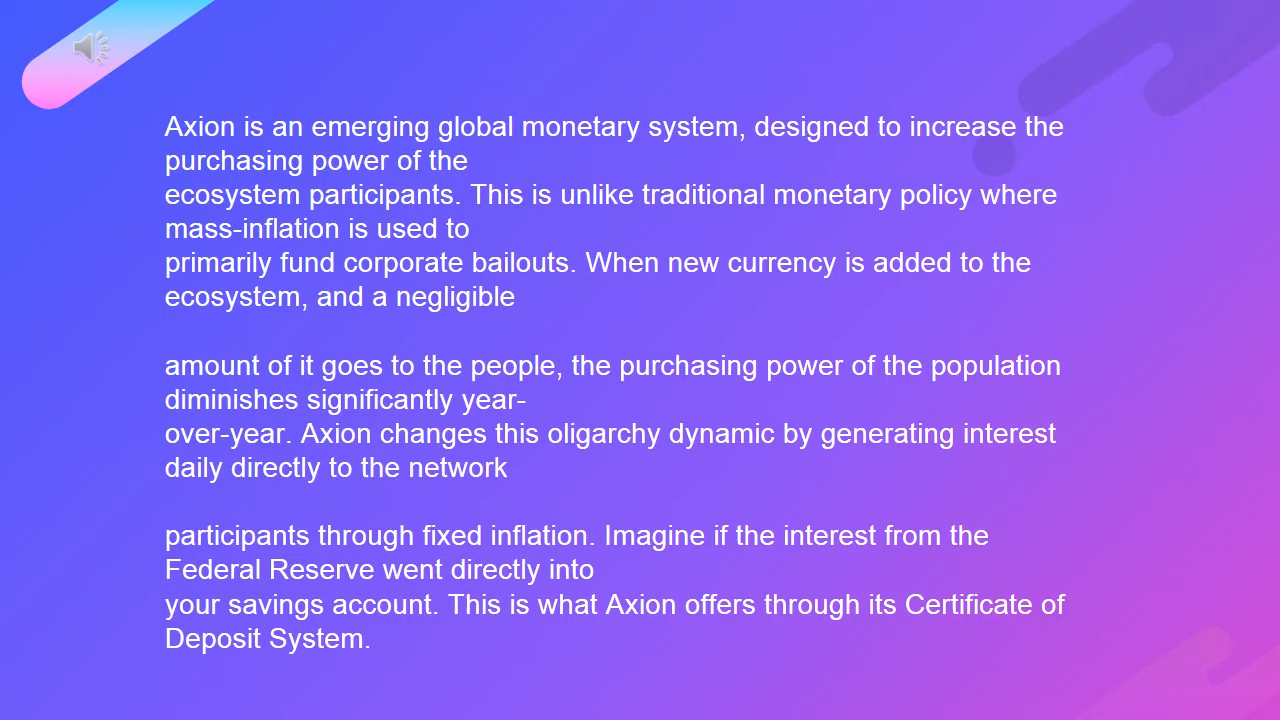 Axion is an emerging global monetary system, designed to increase the
purchasing power of the
ecosystem participants. This is unlike traditional monetary policy where
mass-inflation is used to
primarily fund corporate bailouts. When new currency is added to the
ecosystem, and a negligible
amount of it goes to the people, the purchasing power of the population
diminishes significantly year-
over-year. Axion changes this oligarchy dynamic by generating interest
daily directly to the network
participants through fixed inflation. Imagine if the interest from the
Federal Reserve went directly into
your savings account. This is what Axion offers through its Certificate of
Deposit System.